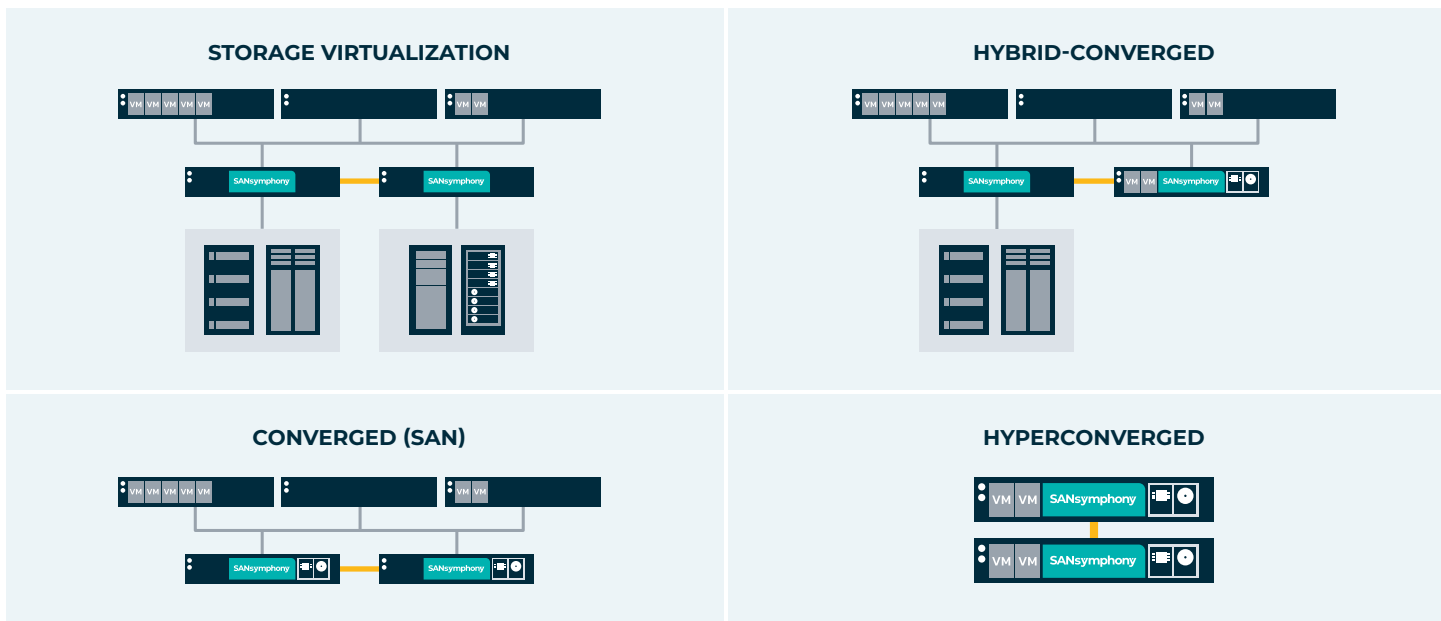 STORAGE VIRTUALIZATION
VM VM VM VM VM
VM VM
SANsymphony
SANsymphony
HYBRID-CONVERGED
VM VM VM VM VM
VM VM
SANsymphony
VM VM SANsymphony
CONVERGED (SAN)
VM VM VM VM VM
VM VM
SANsymphony
SANsymphony
HYPERCONVERGED
VM VM SANsymphony
VM VM SANsymphony